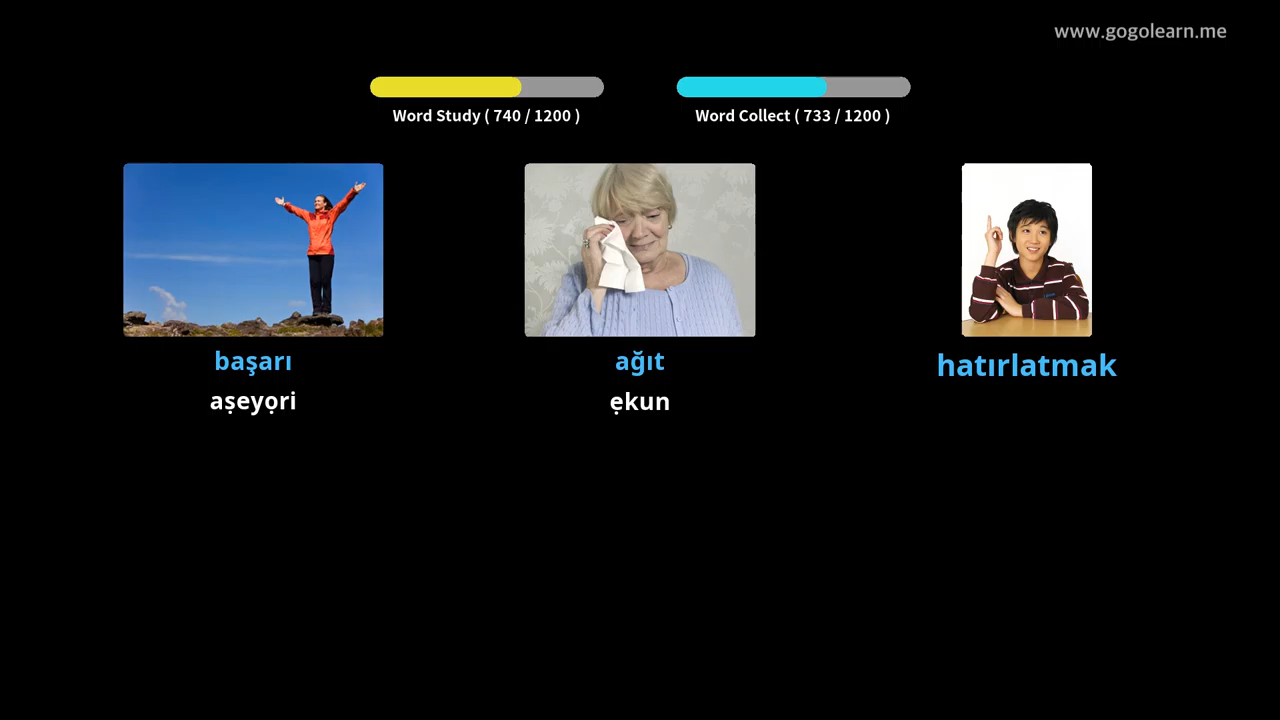 www.gogolearn.me
Word Study ( 740 / 1200 )
Word Collect ( 733 / 1200 )
başarı
aṣeyọri
ağıt
ẹkun
hatırlatmak